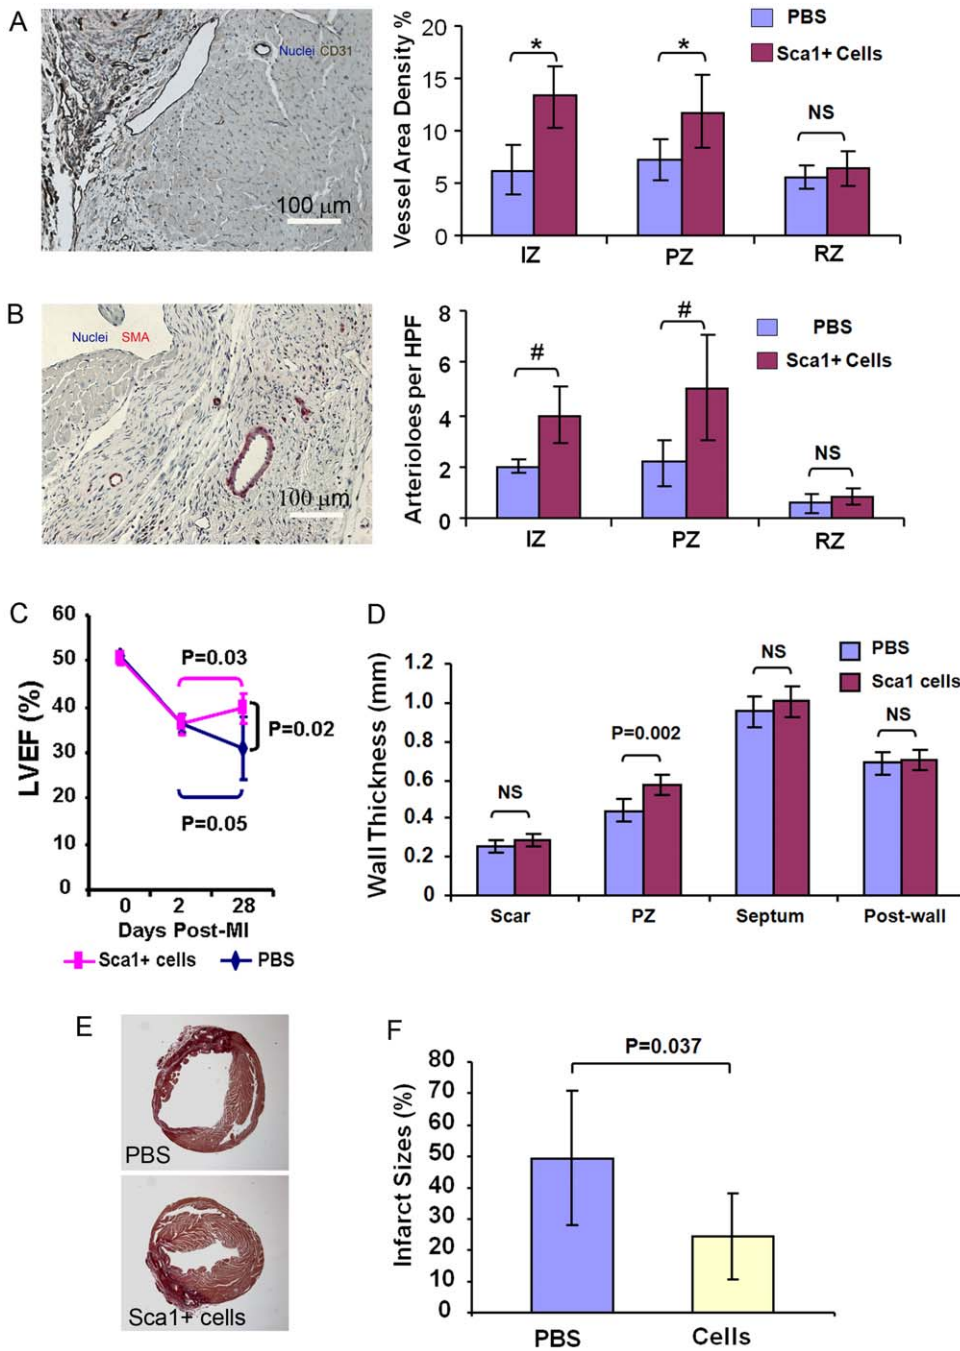 A
Nuclei CD31
100 µm
Vessel Area Density %
20
15
10
5
0
PBS
Sca1+ Cells
*
*
NS
IZ
PZ
RZ
B
Nuclei SMA
100 µm
Arterioloes per HPF
8
6
4
2
0
PBS
Sca1+ Cells
#
#
NS
IZ
PZ
RZ
C
LVEF (%)
60
50
40
30
20
10
0
P=0.03
P=0.02
P=0.05
0 2 28
Days Post-MI
Sca1+ cells PBS
D
Wall Thickness (mm)
1.2
1.0
0.8
0.6
0.4
0.2
0
PBS
Sca1 cells
NS
P=0.002
NS
NS
Scar
PZ
Septum
Post-wall
E
PBS
Sca1+ cells
F
Infarct Sizes (%)
80
70
60
50
40
30
20
10
0
P=0.037
PBS
Cells